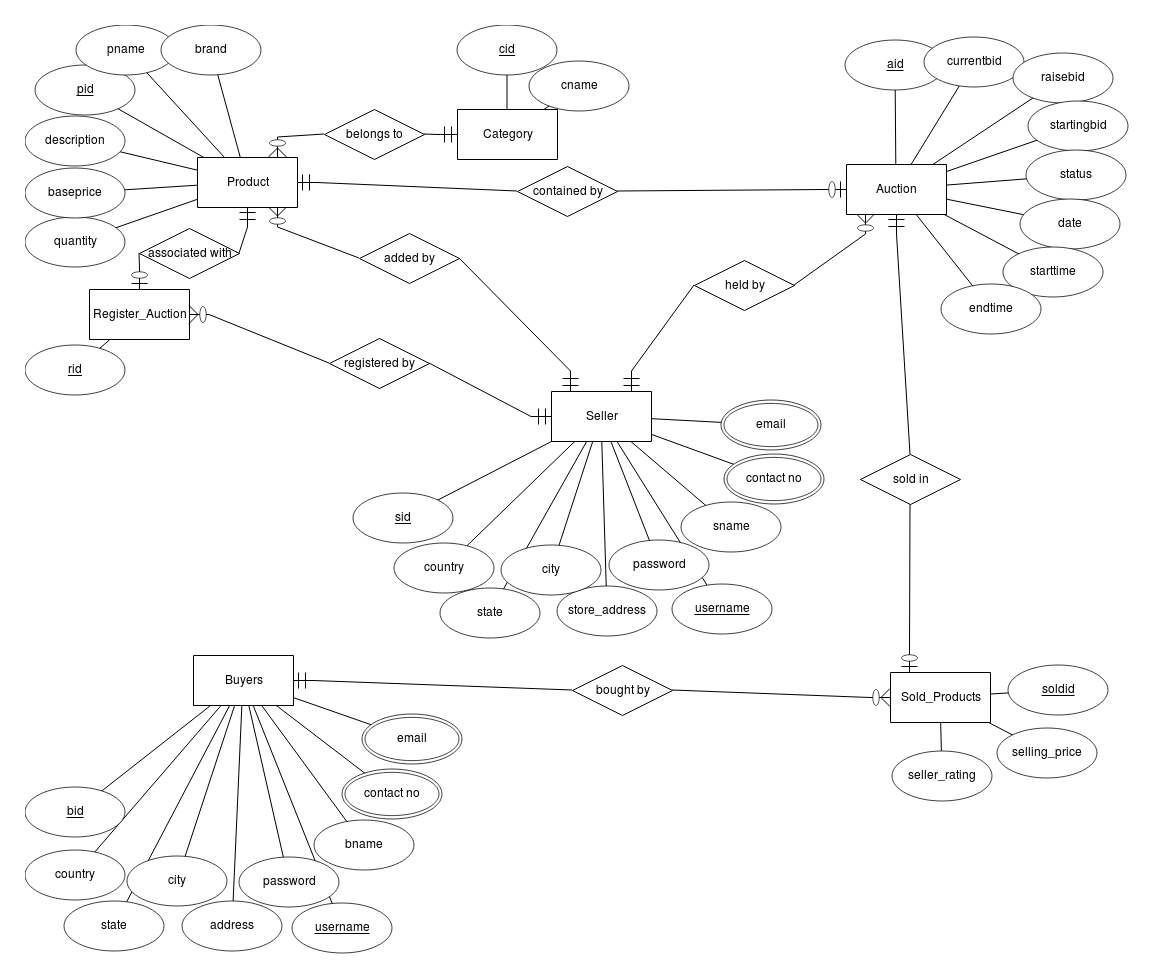 pname
brand
cid
aid
currentbid
pid
cname
raisebid
description
belongs to
Category
startingbid
baseprice
Product
contained by
Auction
status
quantity
associated with
added by
held by
date
starttime
Register_Auction
endtime
rid
registered by
Seller
email
contact no
sold in
sid
sname
country
city
password
state
store_address
username
Buyers
bought by
Sold_Products
soldid
email
selling_price
seller_rating
contact no
bid
bname
country
city
password
state
address
username